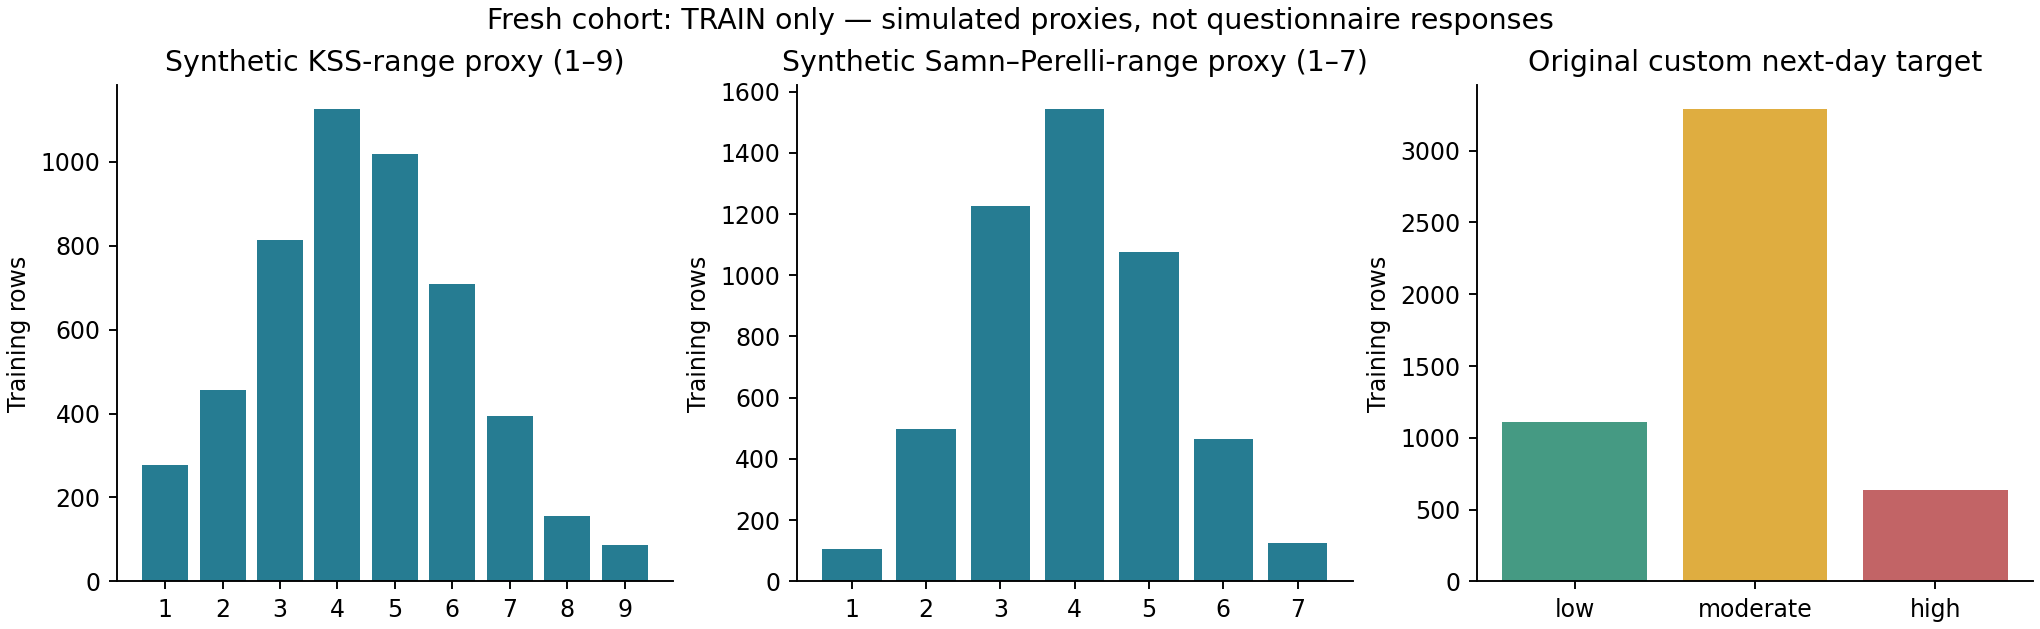 Fresh cohort: TRAIN only — simulated proxies, not questionnaire responses
Synthetic KSS-range proxy (1–9)
Training rows
1000
800
600
400
200
0
1 2 3 4 5 6 7 8 9
Synthetic Samn–Perelli-range proxy (1–7)
Training rows
1600
1400
1200
1000
800
600
400
200
0
1 2 3 4 5 6 7
Original custom next-day target
Training rows
3000
2500
2000
1500
1000
500
0
low moderate high